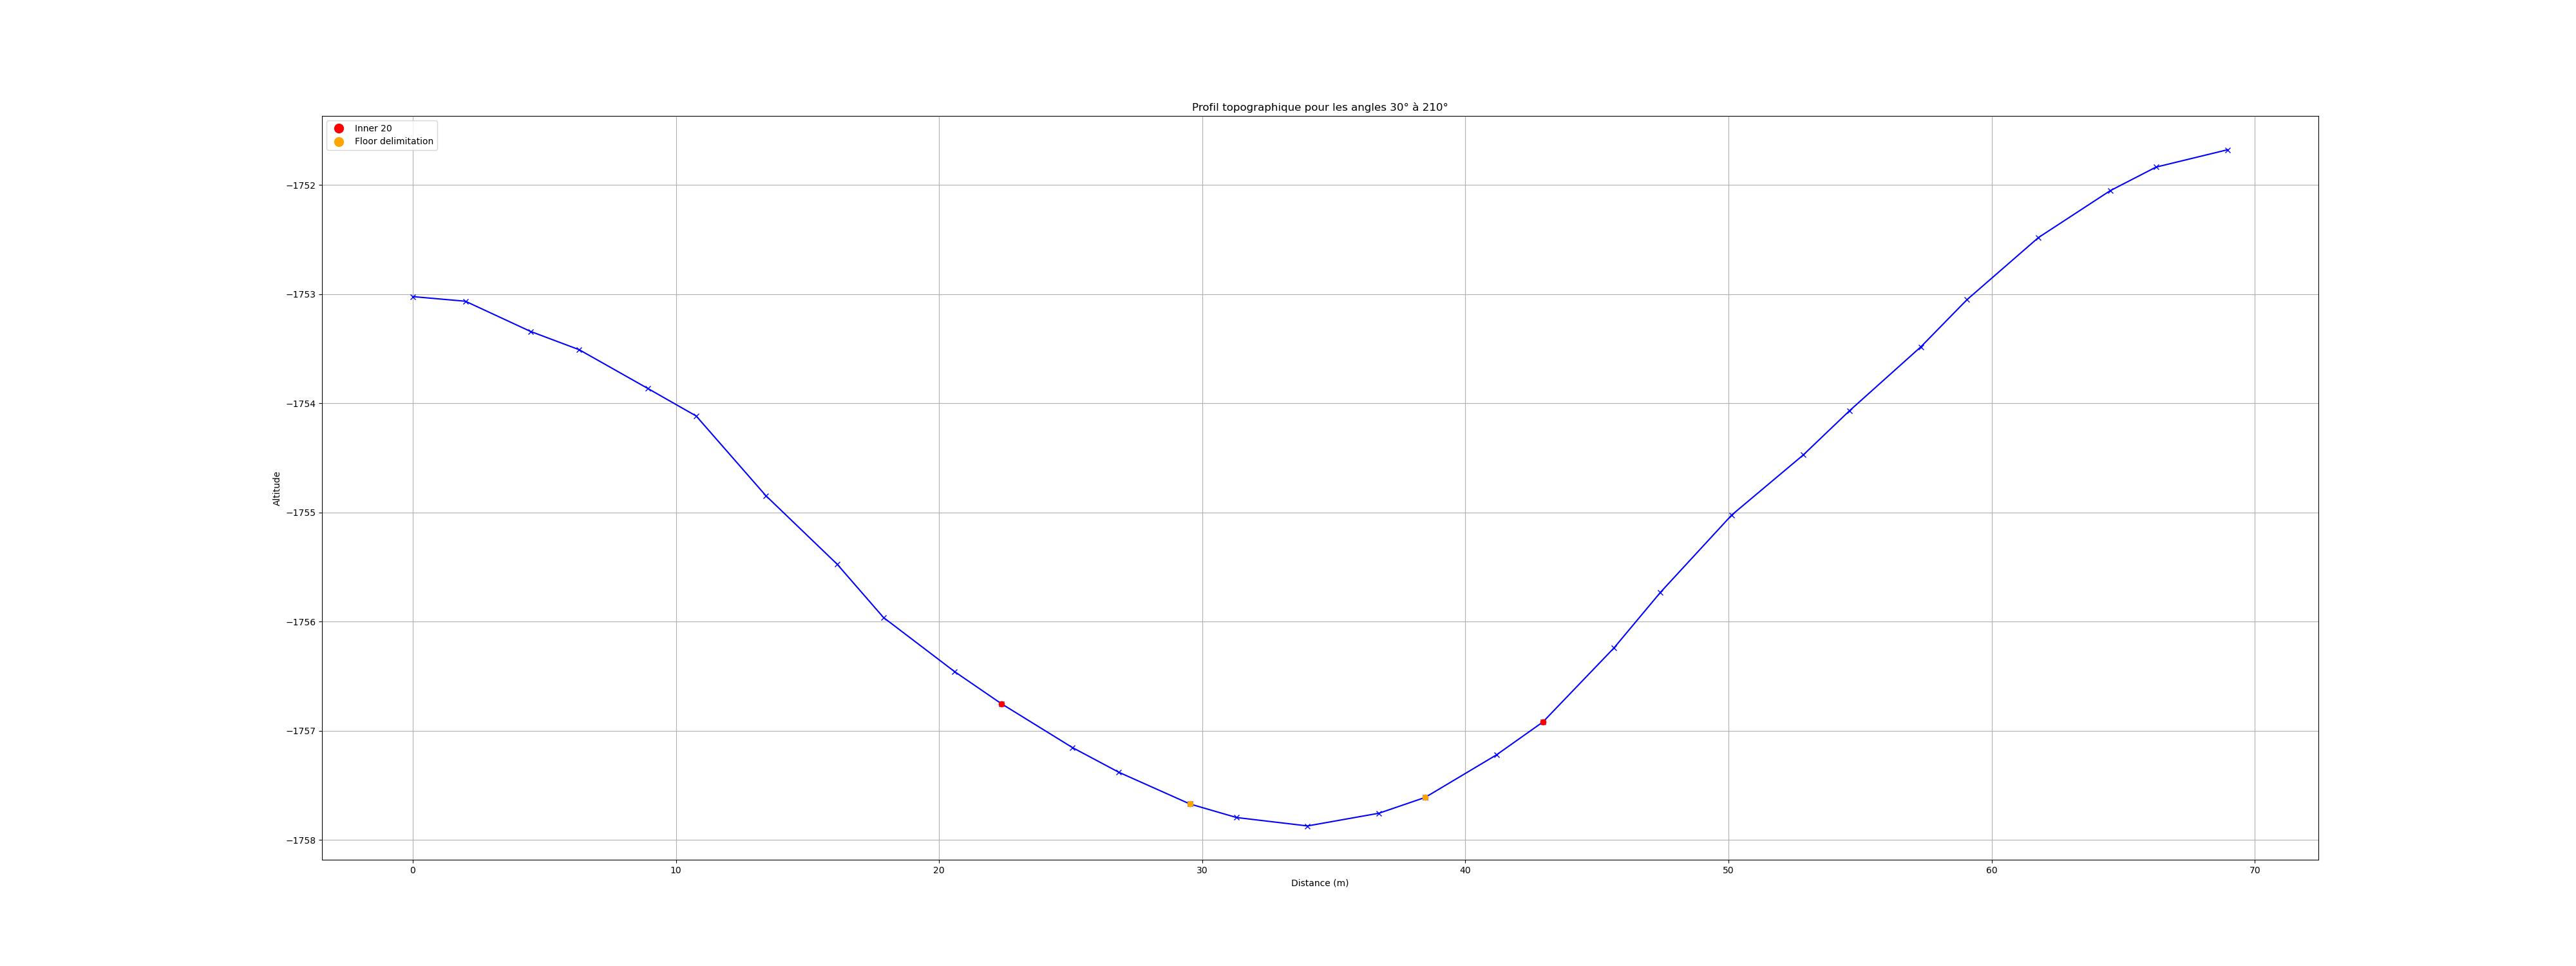 Profil topographique pour les angles 30° à 210°
Inner 20
Floor delimitation
−1752
−1753
−1754
−1755
−1756
−1757
−1758
Altitude
0 10 20 30 40 50 60 70
Distance (m)